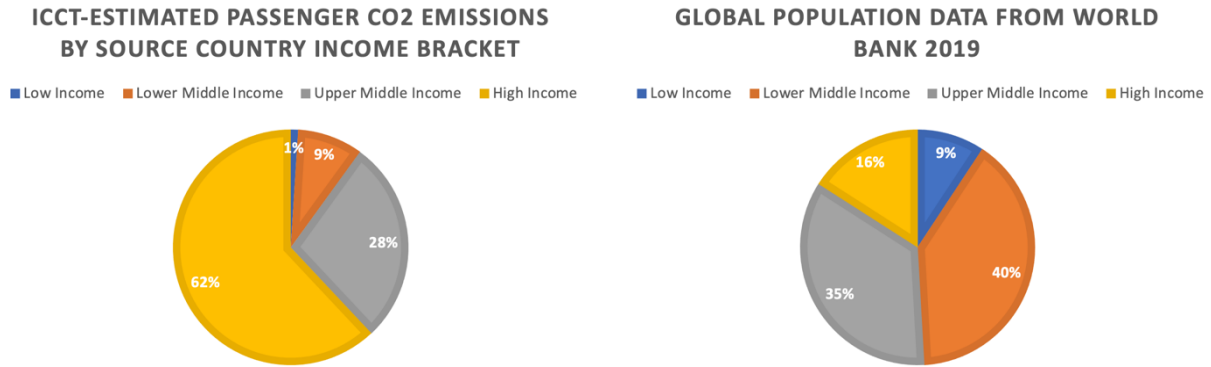 ICCT-ESTIMATED PASSENGER CO2 EMISSIONS
BY SOURCE COUNTRY INCOME BRACKET
Low Income Lower Middle Income Upper Middle Income High Income
1%
9%
28%
62%
GLOBAL POPULATION DATA FROM WORLD
BANK 2019
Low Income Lower Middle Income Upper Middle Income High Income
16%
9%
35%
40%